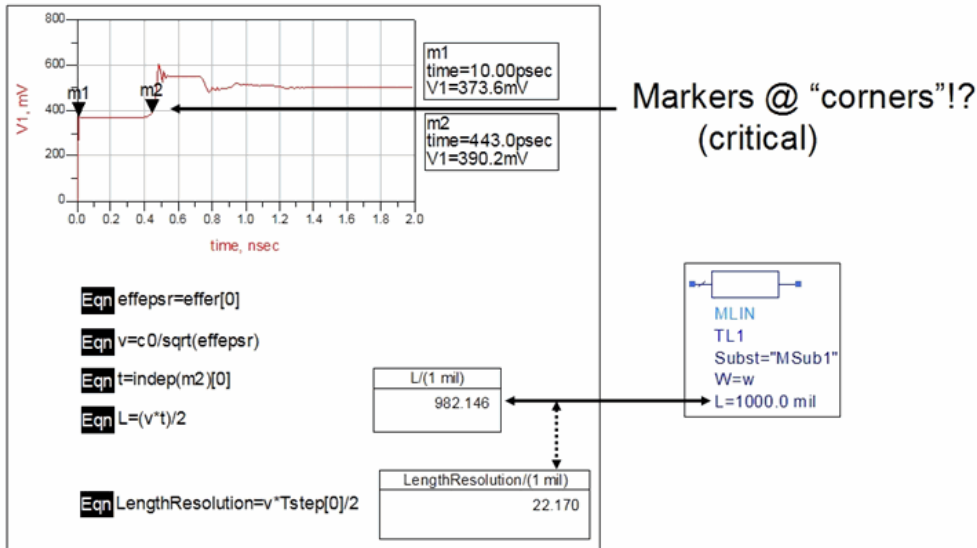 800
600
400
200
0
V1, mV
m1
m2
0.0 0.2 0.4 0.6 0.8 1.0 1.2 1.4 1.6 1.8 2.0
time, nsec
m1
time=10.00psec
V1=373.6mV
m2
time=443.0psec
V1=390.2mV
Markers @ “corners”!?
(critical)
Eqn effepsr=effer[0]
Eqn v=c0/sqrt(effepsr)
Eqn t=indep(m2)[0]
Eqn L=(v*t)/2
L/(1 mil)
982.146
MLIN
TL1
Subst="MSub1"
W=w
L=1000.0 mil
Eqn LengthResolution=v*Tstep[0]/2
LengthResolution/(1 mil)
22.170